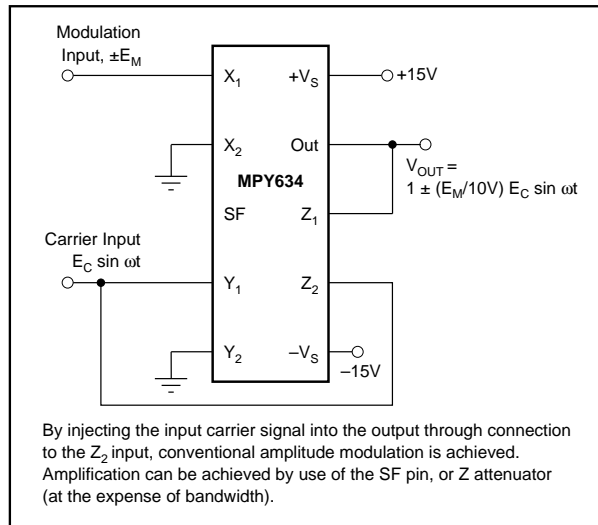 Modulation
Input, ±E_M
X_1
+V_S
+15V
X_2
Out
MPY634
V_OUT =
1 ± (E_M/10V) E_C sin ωt
SF
Z_1
Carrier Input
E_C sin ωt
Y_1
Z_2
Y_2
–V_S
–15V
By injecting the input carrier signal into the output through connection
to the Z_2 input, conventional amplitude modulation is achieved.
Amplification can be achieved by use of the SF pin, or Z attenuator
(at the expense of bandwidth).